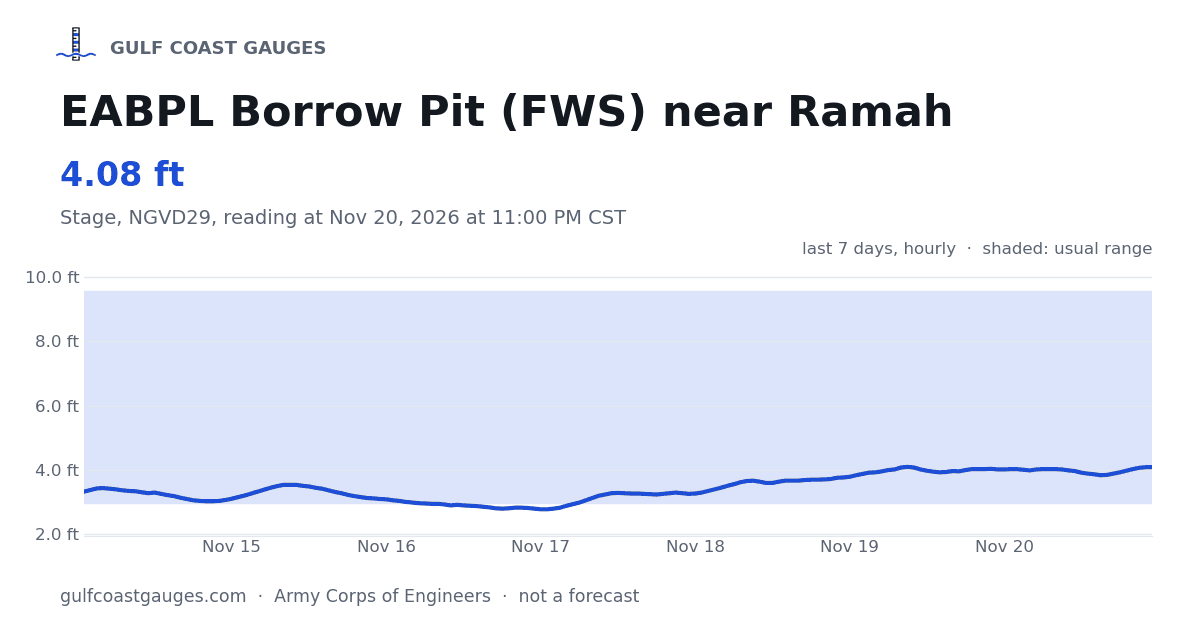 GULF COAST GAUGES
EABPL Borrow Pit (FWS) near Ramah
4.08 ft
Stage, NGVD29, reading at Nov 20, 2026 at 11:00 PM CST
last 7 days, hourly · shaded: usual range
10.0 ft
8.0 ft
6.0 ft
4.0 ft
2.0 ft
Nov 15 Nov 16 Nov 17 Nov 18 Nov 19 Nov 20
gulfcoastgauges.com · Army Corps of Engineers · not a forecast